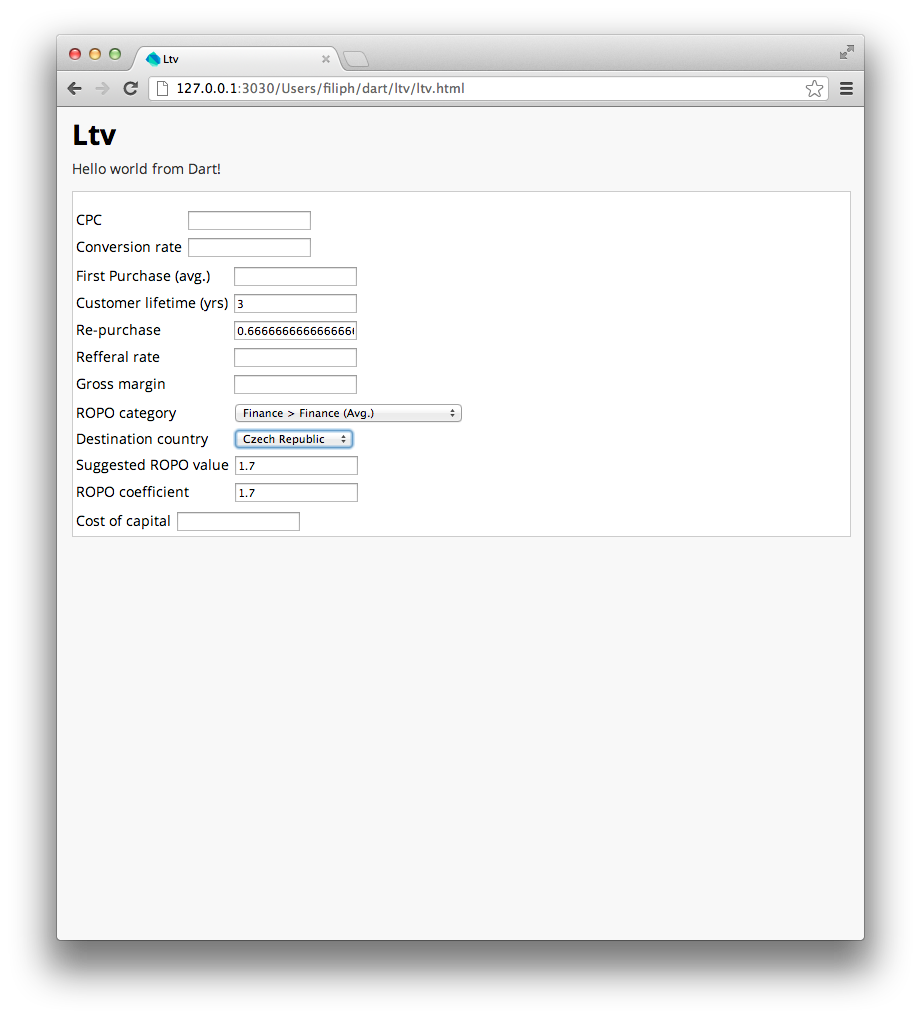 Ltv
127.0.0.1:3030/Users/filiph/dart/ltv/ltv.html
Ltv
Hello world from Dart!
CPC
Conversion rate
First Purchase (avg.)
Customer lifetime (yrs) 3
Re-purchase 0.666666666666666
Refferal rate
Gross margin
ROPO category Finance > Finance (Avg.)
Destination country Czech Republic
Suggested ROPO value 1.7
ROPO coefficient 1.7
Cost of capital